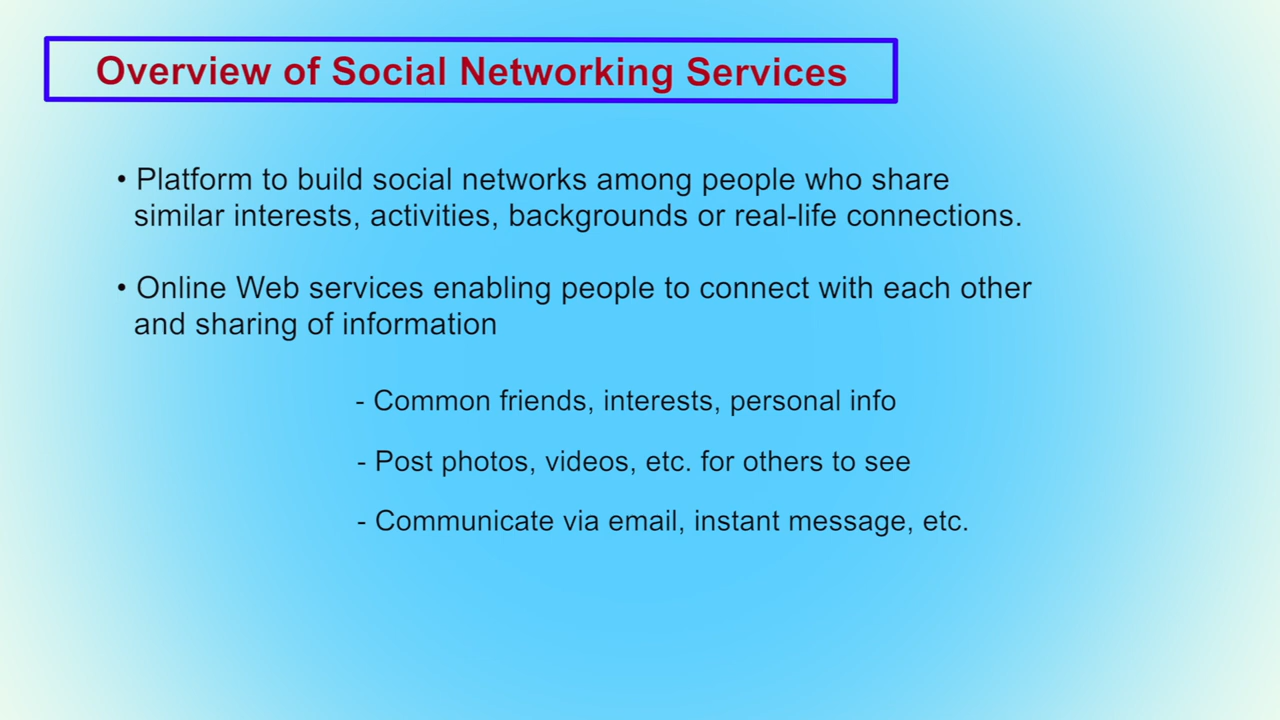 Overview of Social Networking Services
• Platform to build social networks among people who share
similar interests, activities, backgrounds or real-life connections.
• Online Web services enabling people to connect with each other
and sharing of information
- Common friends, interests, personal info
- Post photos, videos, etc. for others to see
- Communicate via email, instant message, etc.